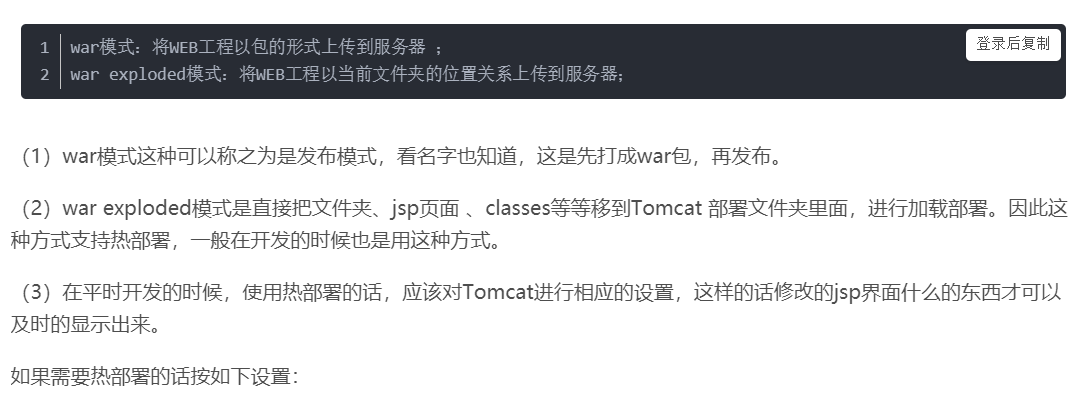 1 war模式：将WEB工程以包的形式上传到服务器 ；
登录后复制
2 war exploded模式：将WEB工程以当前文件夹的位置关系上传到服务器；
（1）war模式这种可以称之为是发布模式，看名字也知道，这是先打成war包，再发布。
（2）war exploded模式是直接把文件夹、jsp页面 、classes等等移到Tomcat 部署文件夹里面，进行加载部署。因此这
种方式支持热部署，一般在开发的时候也是用这种方式。
（3）在平时开发的时候，使用热部署的话，应该对Tomcat进行相应的设置，这样的话修改的jsp界面什么的东西才可以
及时的显示出来。
如果需要热部署的话按如下设置：